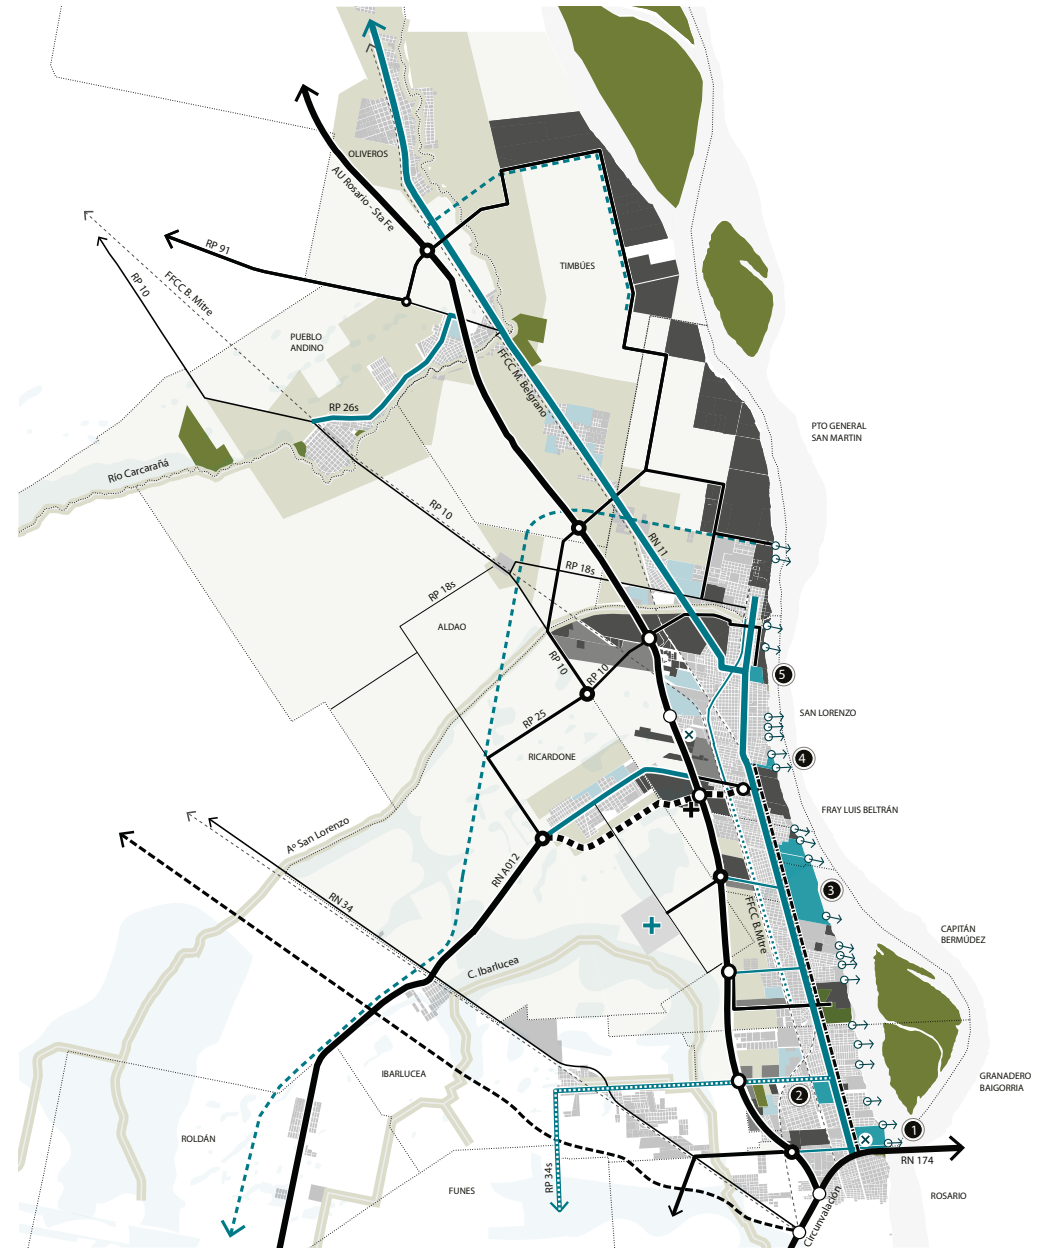 OLIVEROS
AU Rosario - Sta Fe
RP 91
RP 10
FFCC B. Mitre
TIMBÚES
PUEBLO
ANDINO
FFCC M. Belgrano
RP 26s
PTO GENERAL
SAN MARTIN
Río Carcarañá
RP 10
RN 11
RP 18s
RP 18s
ALDAO
RP 10
RP 10
5
RP 25
SAN LORENZO
RICARDONE
4
FRAY LUIS BELTRÁN
Aº San Lorenzo
RN A012
3
RN 34
FFCC B.Mitre
CAPITÁN
BERMÚDEZ
C. Ibarlucea
IBARLUCEA
GRANADERO
BAIGORRIA
2
1
ROLDÁN
RN 174
RP 34s
FUNES
ROSARIO
Circunvalación